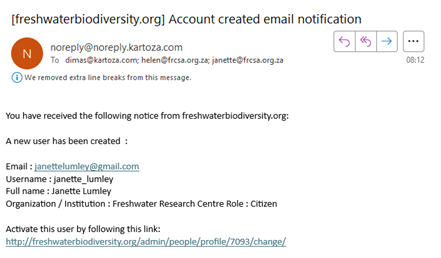 [freshwaterbiodiversity.org] Account created email notification
N
noreply@noreply.kartoza.com
To dimas@kartoza.com; helen@frcsa.org.za; janette@frcsa.org.za
08:12
We removed extra line breaks from this message.
You have received the following notice from freshwaterbiodiversity.org:
A new user has been created :
Email : janettelumley@gmail.com
Username : janette_lumley
Full name : Janette Lumley
Organization / Institution : Freshwater Research Centre Role : Citizen
Activate this user by following this link:
http://freshwaterbiodiversity.org/admin/people/profile/7093/change/